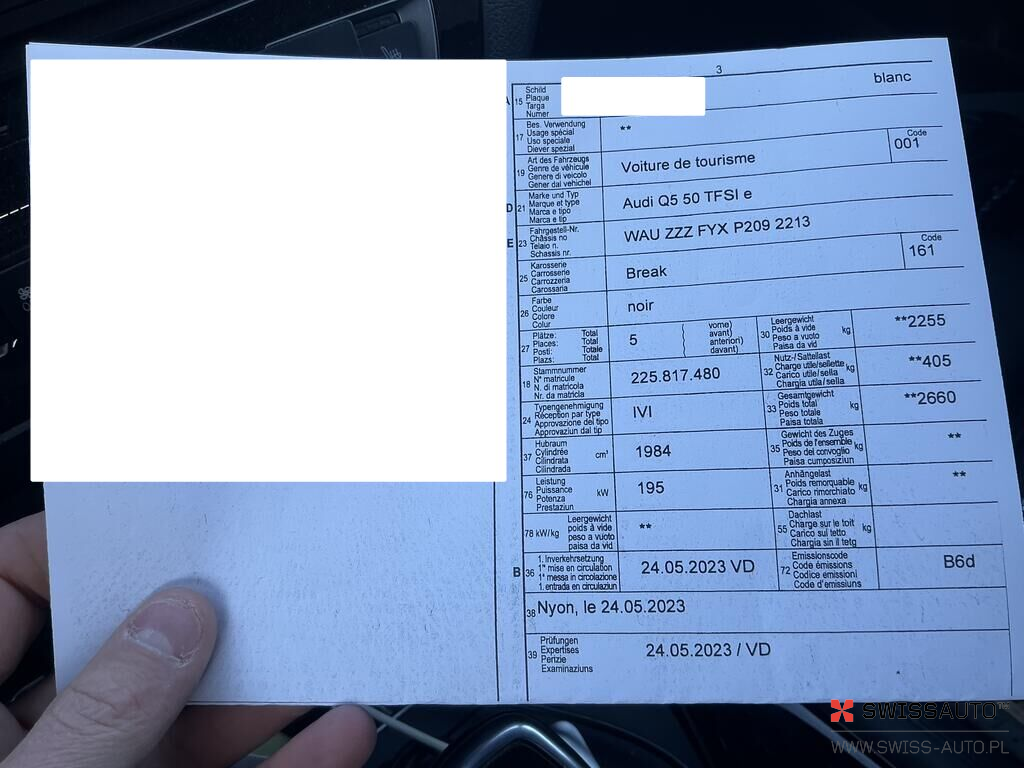 3
A 15 Schild
Plaque
Targa
Numer
blanc
17 Bes. Verwendung
Usage spécial
Uso speciale
Diever spezial
**
19 Art des Fahrzeugs
Genre de véhicule
Genere di veicolo
Gener dal vehichel
Voiture de tourisme
Code
001
D 21 Marke und Typ
Marque et type
Marca e tipo
Marca e tip
Audi Q5 50 TFSI e
E 23 Fahrgestell-Nr.
Châssis no
Telaio n.
Schassis nr.
WAU ZZZ FYX P209 2213
25 Karosserie
Carrosserie
Carrozzeria
Carossaria
Break
Code
161
26 Farbe
Couleur
Colore
Colur
noir
27 Plätze: Total
Places: Total
Posti: Totale
Plazs: Total
5
( vorne)
( avant)
( anteriori)
( davant)
30 Leergewicht
Poids à vide
Peso a vuoto
Paisa da vid
kg
**2255
18 Stammnummer
N° matricule
N. di matricola
Nr. da matricla
225.817.480
32 Nutz-/Sattellast
Charge utile/sellette
Carico utile/sella
Chargia utila/sella
kg
**405
24 Typengenehmigung
Réception par type
Approvazione del tipo
Approvaziun dal tip
IVI
33 Gesamtgewicht
Poids total
Peso totale
Paisa totala
kg
**2660
37 Hubraum
Cylindrée
Cilindrata
Cilindrada
cm³
1984
35 Gewicht des Zuges
Poids de l'ensemble
Peso del convoglio
Paisa cumposiziun
kg
**
76 Leistung
Puissance
Potenza
Prestaziun
kW
195
31 Anhängelast
Poids remorquable
Carico rimorchiato
Chargia annexa
kg
**
78 kW/kg
Leergewicht
poids à vide
peso a vuoto
paisa da vid
**
55 Dachlast
Charge sur le toit
Carico sul tetto
Chargia sin il tetg
kg
B 36 1. Inverkehrsetzung
1re mise en circulation
1a messa in circolazione
1. entrada en circulaziun
24.05.2023 VD
72 Emissionscode
Code émissions
Codice emissioni
Code d'emissiuns
B6d
38 Nyon, le 24.05.2023
39 Prüfungen
Expertises
Perizie
Examinaziuns
24.05.2023 / VD
SWISSAUTO
WWW.SWISS-AUTO.PL